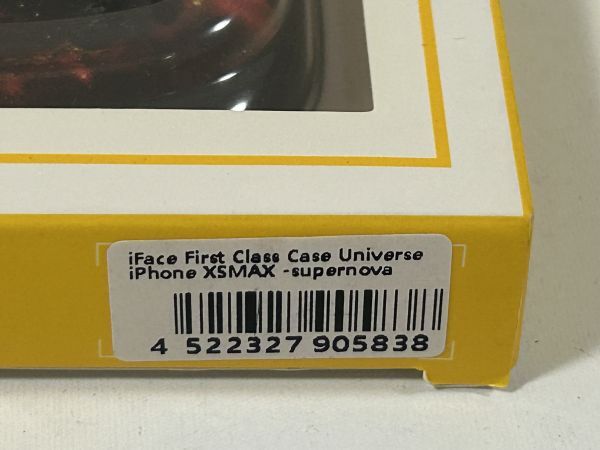 iFace First Class Case Universe
iPhone XSMAX -supernova
4 522327 905838